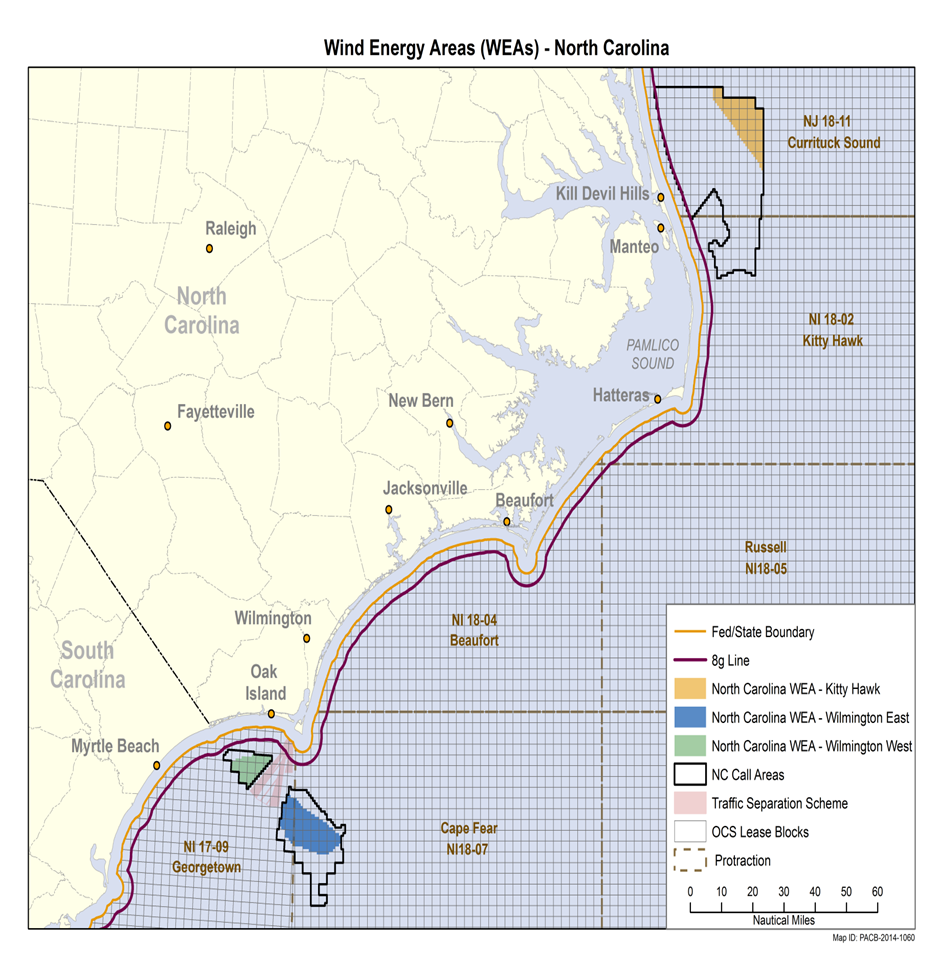 Wind Energy Areas (WEAs) - North Carolina
NJ 18-11
Currituck Sound
Kill Devil Hills
Raleigh
Manteo
North
Carolina
NI 18-02
Kitty Hawk
PAMLICO
SOUND
Hatteras
New Bern
Fayetteville
Jacksonville
Beaufort
Russell
NI18-05
Wilmington
NI 18-04
Beaufort
South
Carolina
Oak
Island
Myrtle Beach
Cape Fear
NI18-07
NI 17-09
Georgetown
Fed/State Boundary
8g Line
North Carolina WEA - Kitty Hawk
North Carolina WEA - Wilmington East
North Carolina WEA - Wilmington West
NC Call Areas
Traffic Separation Scheme
OCS Lease Blocks
Protraction
0 10 20 30 40 50 60
Nautical Miles
Map ID: PACB-2014-1060